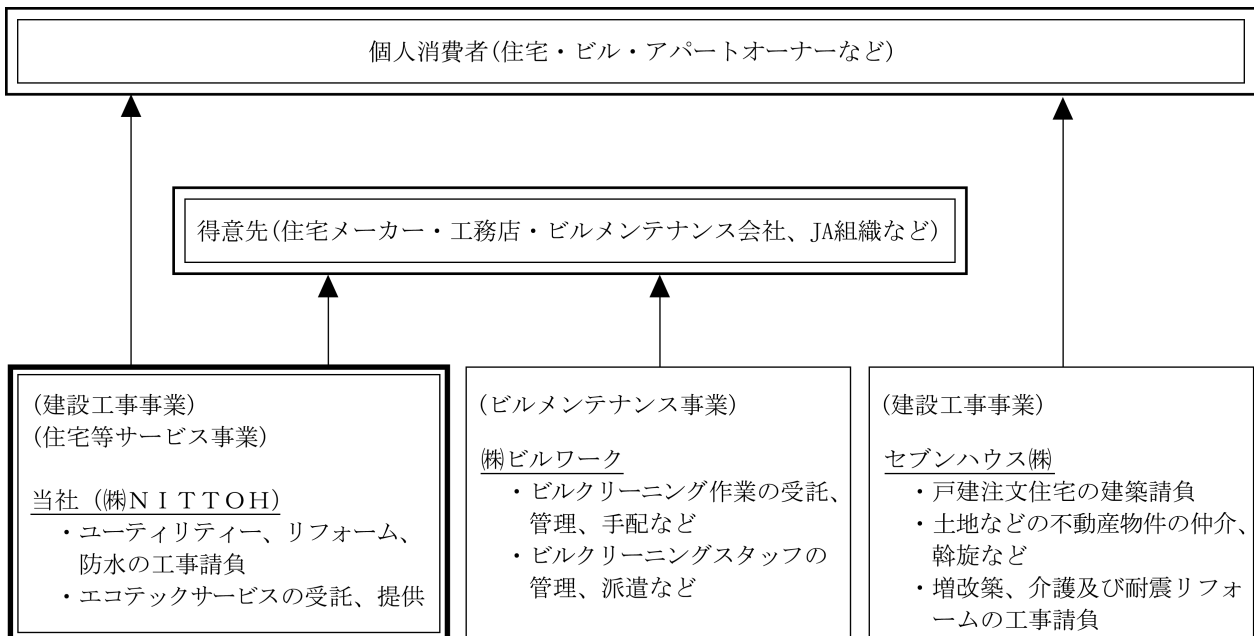 個人消費者(住宅・ビル・アパートオーナーなど)
得意先(住宅メーカー・工務店・ビルメンテナンス会社、JA組織など)
(建設工事事業)
(住宅等サービス事業)
当社 (㈱ＮＩＴＴＯＨ)
・ユーティリティー、リフォーム、
防水の工事請負
・エコテックサービスの受託、提供
(ビルメンテナンス事業)
㈱ビルワーク
・ビルクリーニング作業の受託、
管理、手配など
・ビルクリーニングスタッフの
管理、派遣など
(建設工事事業)
セブンハウス㈱
・戸建注文住宅の建築請負
・土地などの不動産物件の仲介、
斡旋など
・増改築、介護及び耐震リフォ
ームの工事請負